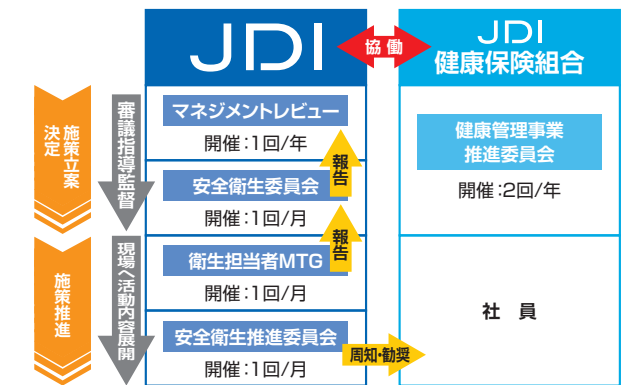 JDI
協働
JDI
健康保険組合
施策立案
決定
審議指導監督
マネジメントレビュー
開催:1回/年
報告
安全衛生委員会
開催:1回/月
報告
健康管理事業
推進委員会
開催:2回/年
施策推進
現場へ活動内容展開
衛生担当者MTG
開催:1回/月
安全衛生推進委員会
開催:1回/月
周知・勧奨
社 員